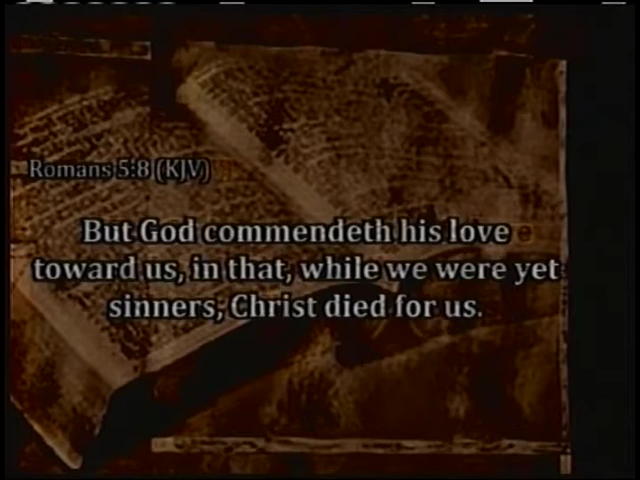 Romans 5:8 (KJV)
But God commendeth his love
toward us, in that, while we were yet
sinners, Christ died for us.